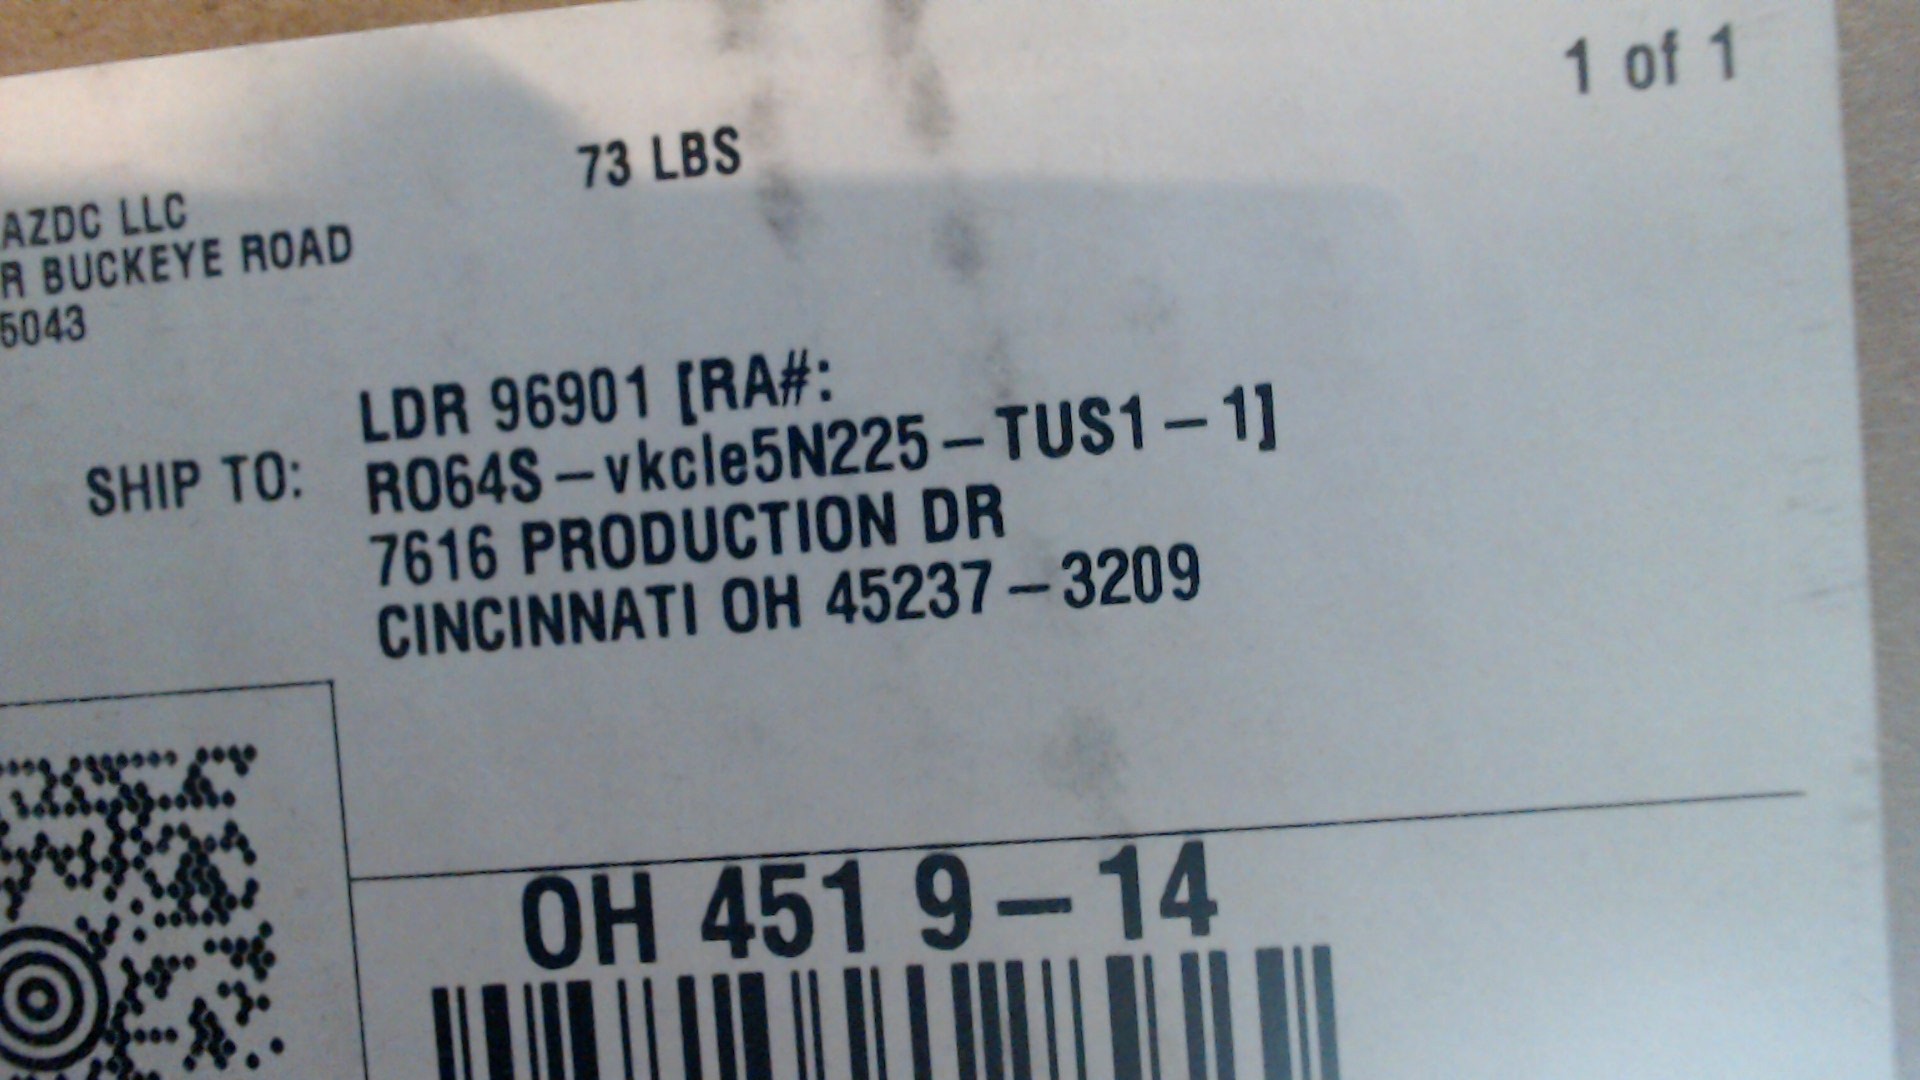 1 of 1
73 LBS
AZDC LLC
R BUCKEYE ROAD
5043
LDR 96901 [RA#:
SHIP TO: RO64S-vkcle5N225-TUS1-1]
7616 PRODUCTION DR
CINCINNATI OH 45237-3209
OH 451 9-14